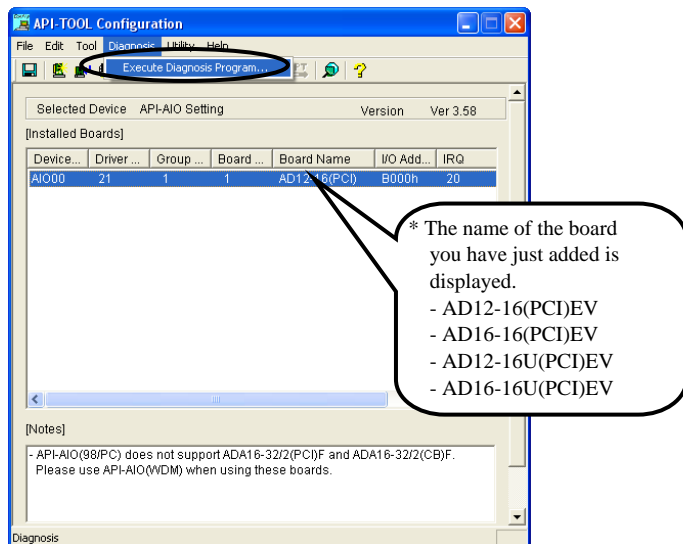 API-TOOL Configuration
File Edit Tool Diagnosis Utility Help
Execute Diagnosis Program...
Selected Device API-AIO Setting Version Ver 3.58
[Installed Boards]
Device... Driver ... Group ... Board ... Board Name I/O Add... IRQ
AIO00 21 1 1 AD12-16(PCI) B000h 20
* The name of the board
you have just added is
displayed.
- AD12-16(PCI)EV
- AD16-16(PCI)EV
- AD12-16U(PCI)EV
- AD16-16U(PCI)EV
[Notes]
- API-AIO(98/PC) does not support ADA16-32/2(PCI)F and ADA16-32/2(CB)F.
Please use API-AIO(WDM) when using these boards.
Diagnosis